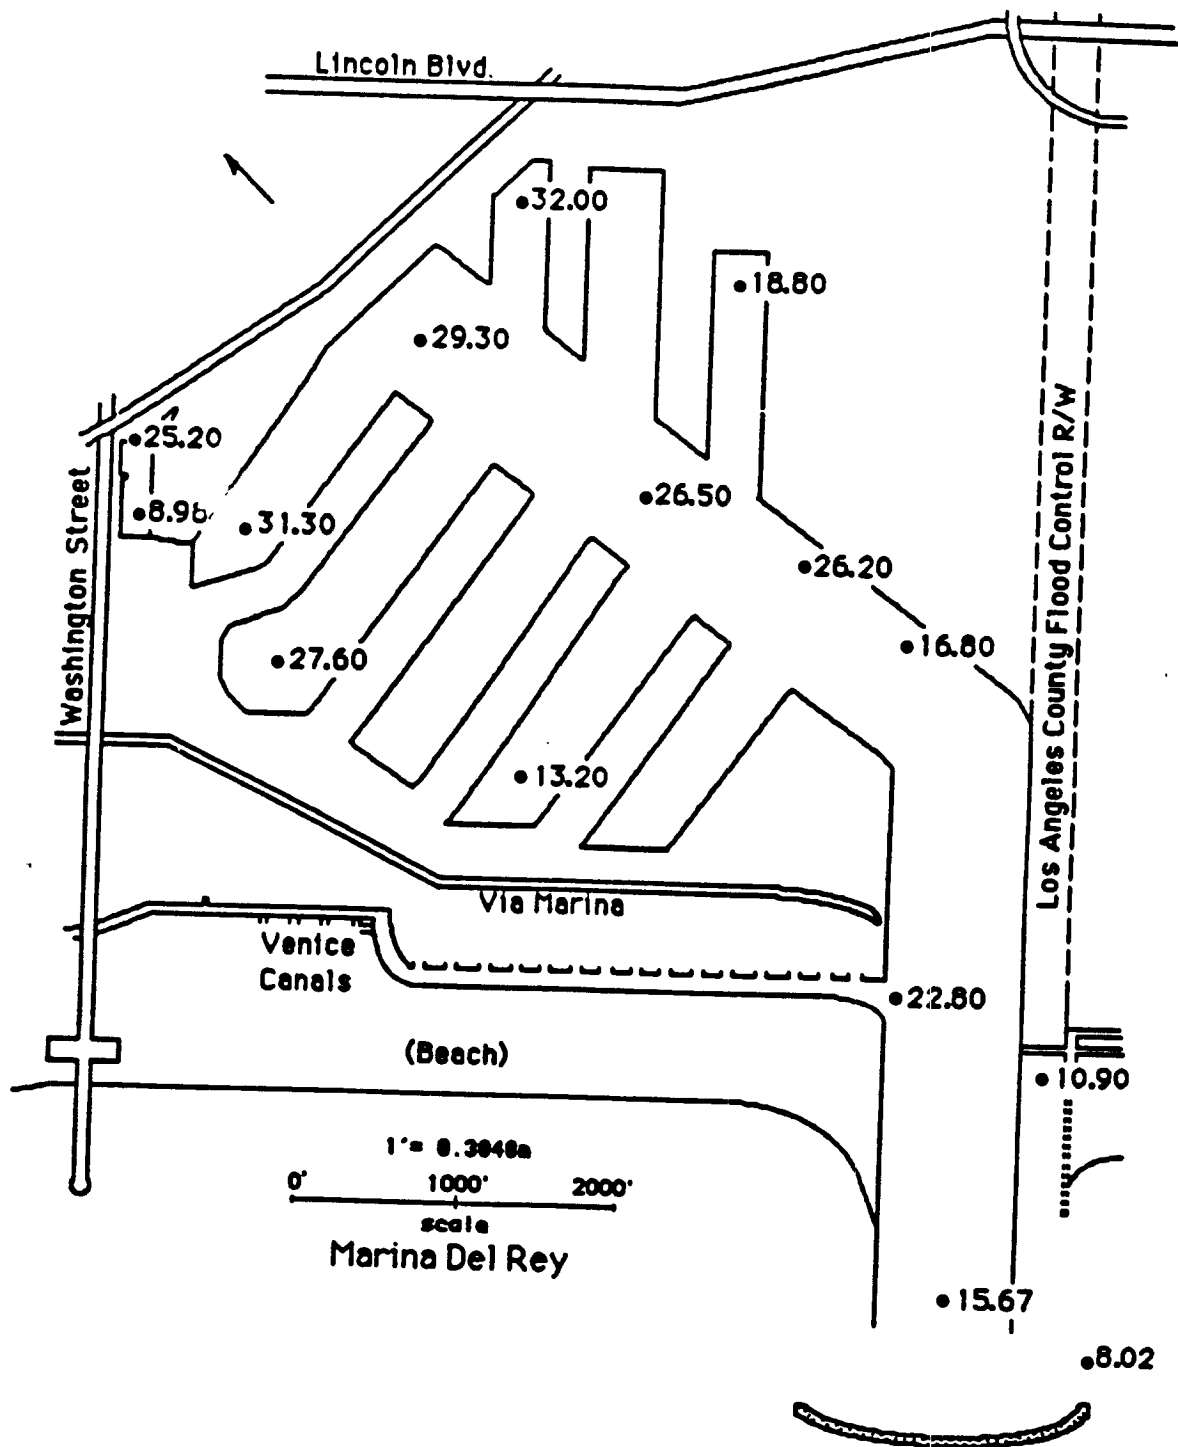 Lincoln Blvd.
32.00
18.80
29.30
25.20
26.50
8.98
31.30
26.20
16.80
27.60
13.20
Washington Street
Los Angeles County Flood Control R/W
Via Marina
Venice
Canals
22.80
(Beach)
10.90
1'= 0.3048m
0' 1000' 2000'
scale
Marina Del Rey
15.67
8.02